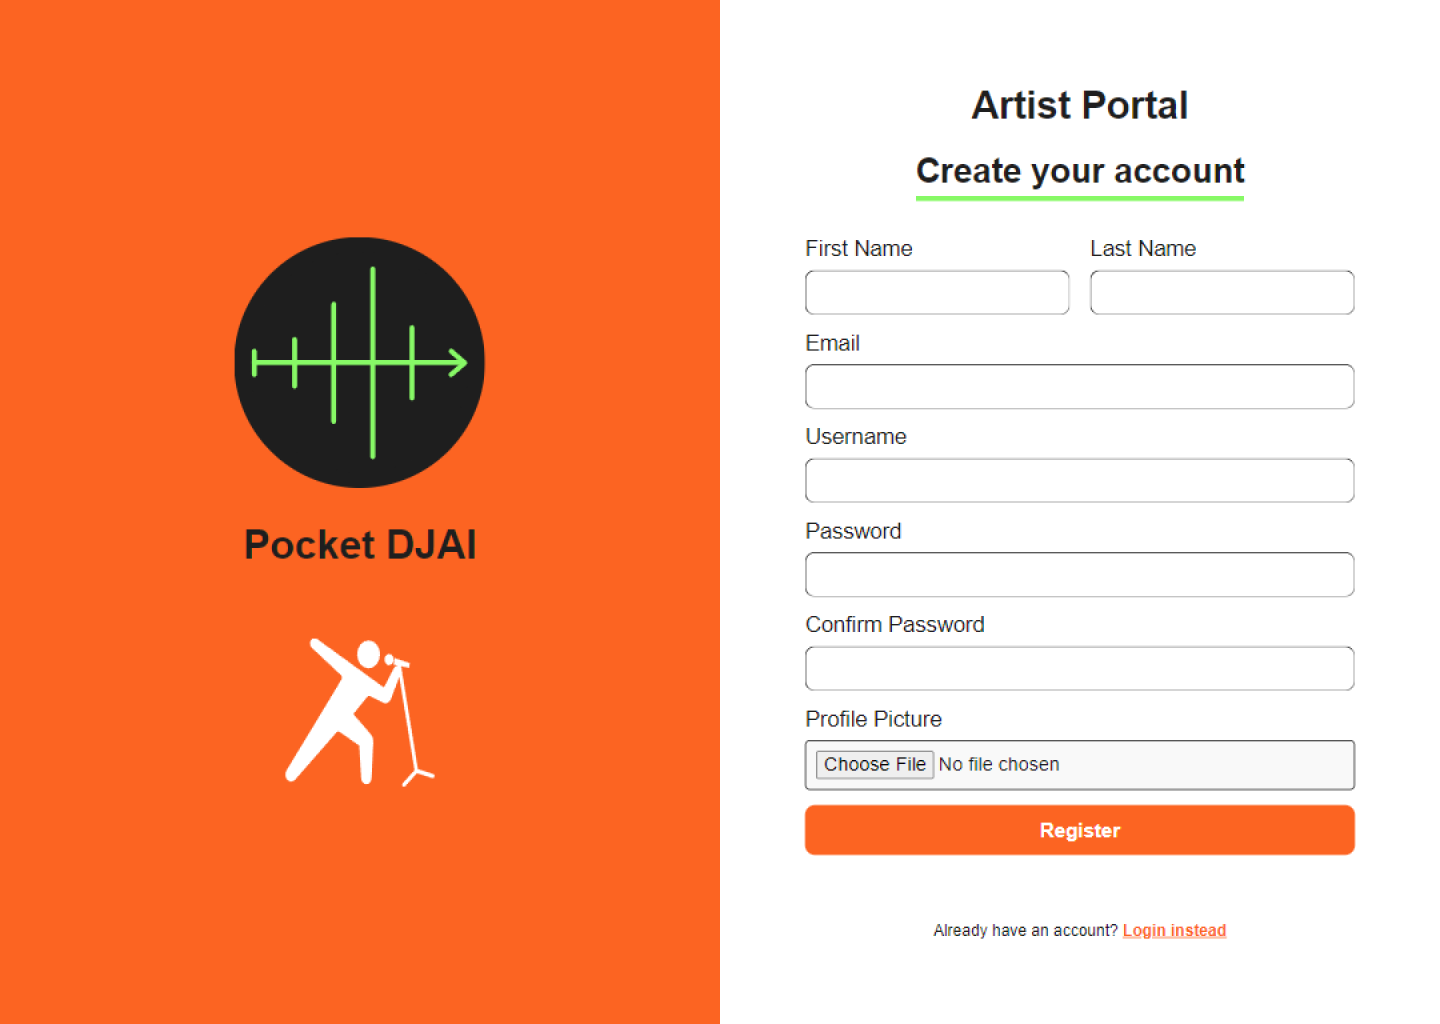 Pocket DJAI
Artist Portal
Create your account
First Name
Last Name
Email
Username
Password
Confirm Password
Profile Picture
Choose File No file chosen
Register
Already have an account? Login instead